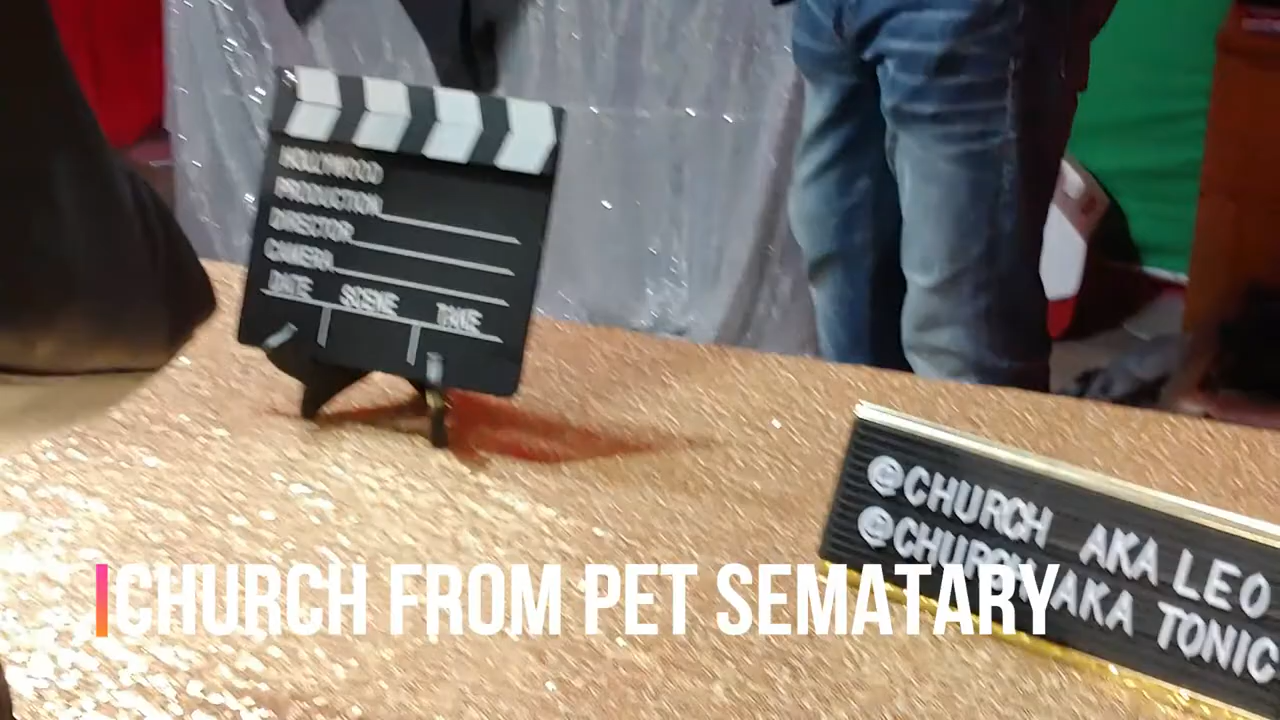 HOLLYWOOD
PRODUCTION
DIRECTOR
CAMERA
DATE SCENE TAKE
@CHURCH AKA LEO
@CHURCH AKA TONIC
CHURCH FROM PET SEMATARY